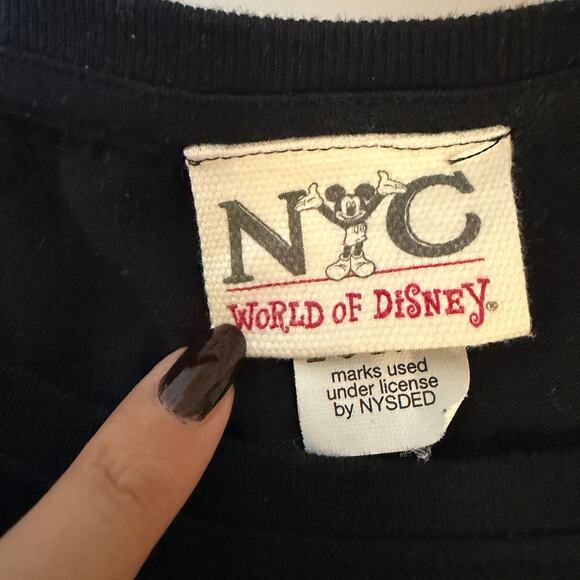 NYC
WORLD OF DiSNEY®
marks used
under license
by NYSDED